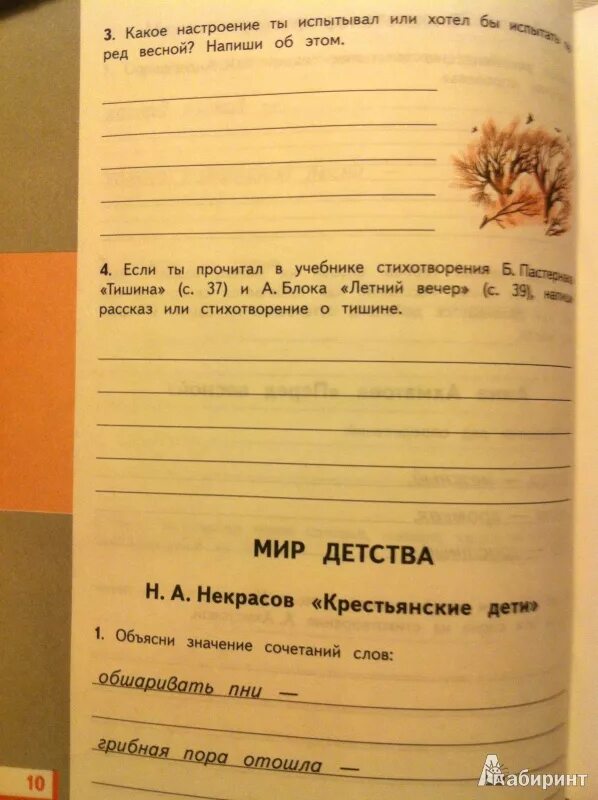 3. Какое настроение ты испытывал или хотел бы испытать
ред весной? Напиши об этом.
4. Если ты прочитал в учебнике стихотворения Б. Пастернака
«Тишина» (с. 37) и А. Блока «Летний вечер» (с. 39), напиши
рассказ или стихотворение о тишине.
МИР ДЕТСТВА
Н. А. Некрасов «Крестьянские дети»
1. Объясни значение сочетаний слов:
обшаривать пни —
грибная пора отошла —
10
Лабиринт